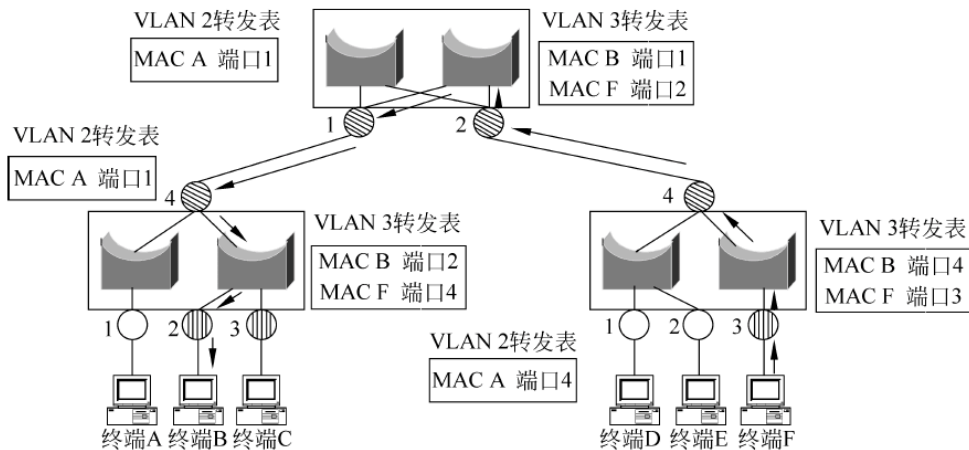 VLAN 2转发表
MAC A 端口1
VLAN 3转发表
MAC B 端口1
MAC F 端口2
1
2
VLAN 2转发表
MAC A 端口1
4
4
VLAN 3转发表
MAC B 端口2
MAC F 端口4
VLAN 3转发表
MAC B 端口4
MAC F 端口3
1
2
3
1
2
3
VLAN 2转发表
MAC A 端口4
终端A 终端B 终端C
终端D 终端E 终端F